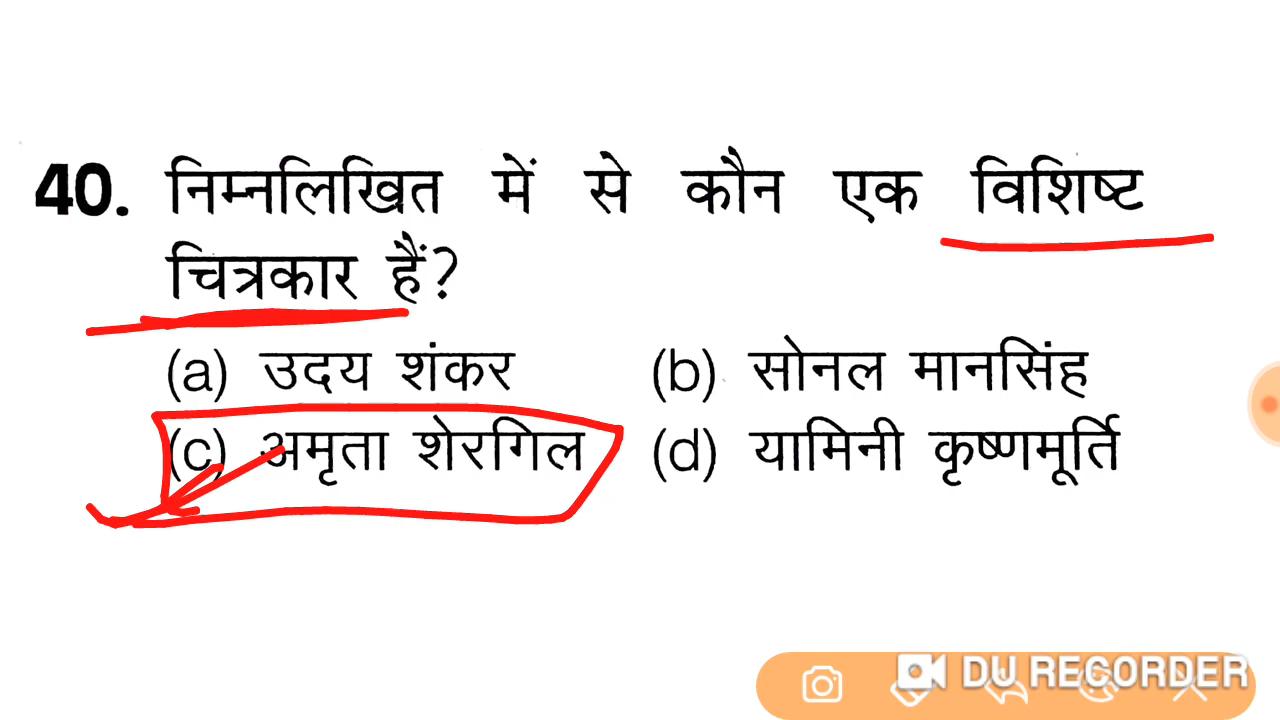 40. निम्नलिखित में से कौन एक विशिष्ट
चित्रकार हैं?
(a) उदय शंकर (b) सोनल मानसिंह
(c) अमृता शेरगिल (d) यामिनी कृष्णमूर्ति
DU RECORDER